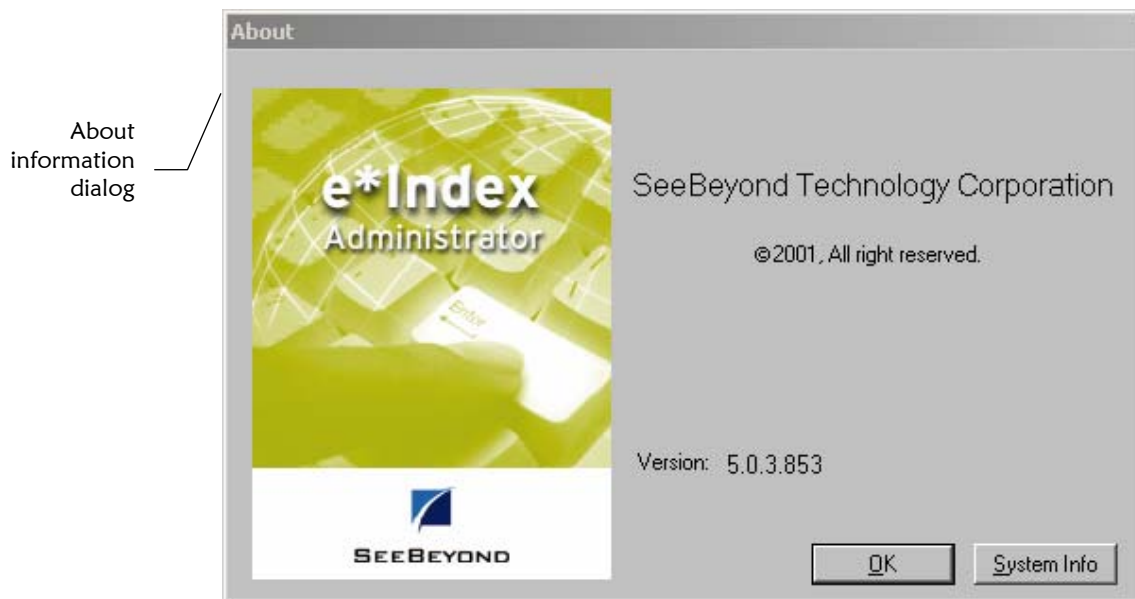 About
About
information
dialog
e*Index
Administrator
Enter
SEEBEYOND
SeeBeyond Technology Corporation
©2001, All right reserved.
Version: 5.0.3.853
OK
System Info